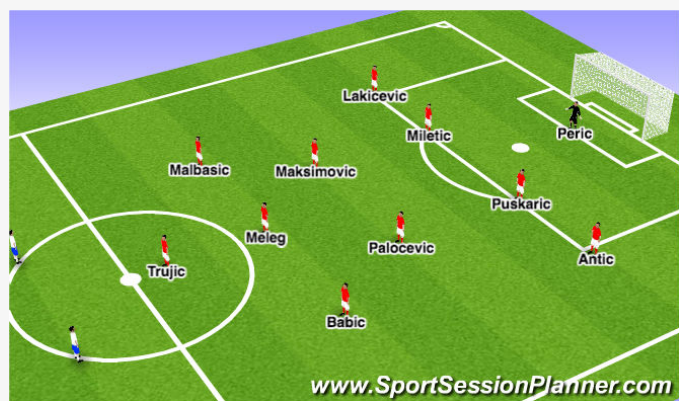 Lakicevic
Miletic
Peric
Malbasic
Maksimovic
Puskaric
Meleg
Palocevic
Antic
Trujic
Babic
www.SportSessionPlanner.com